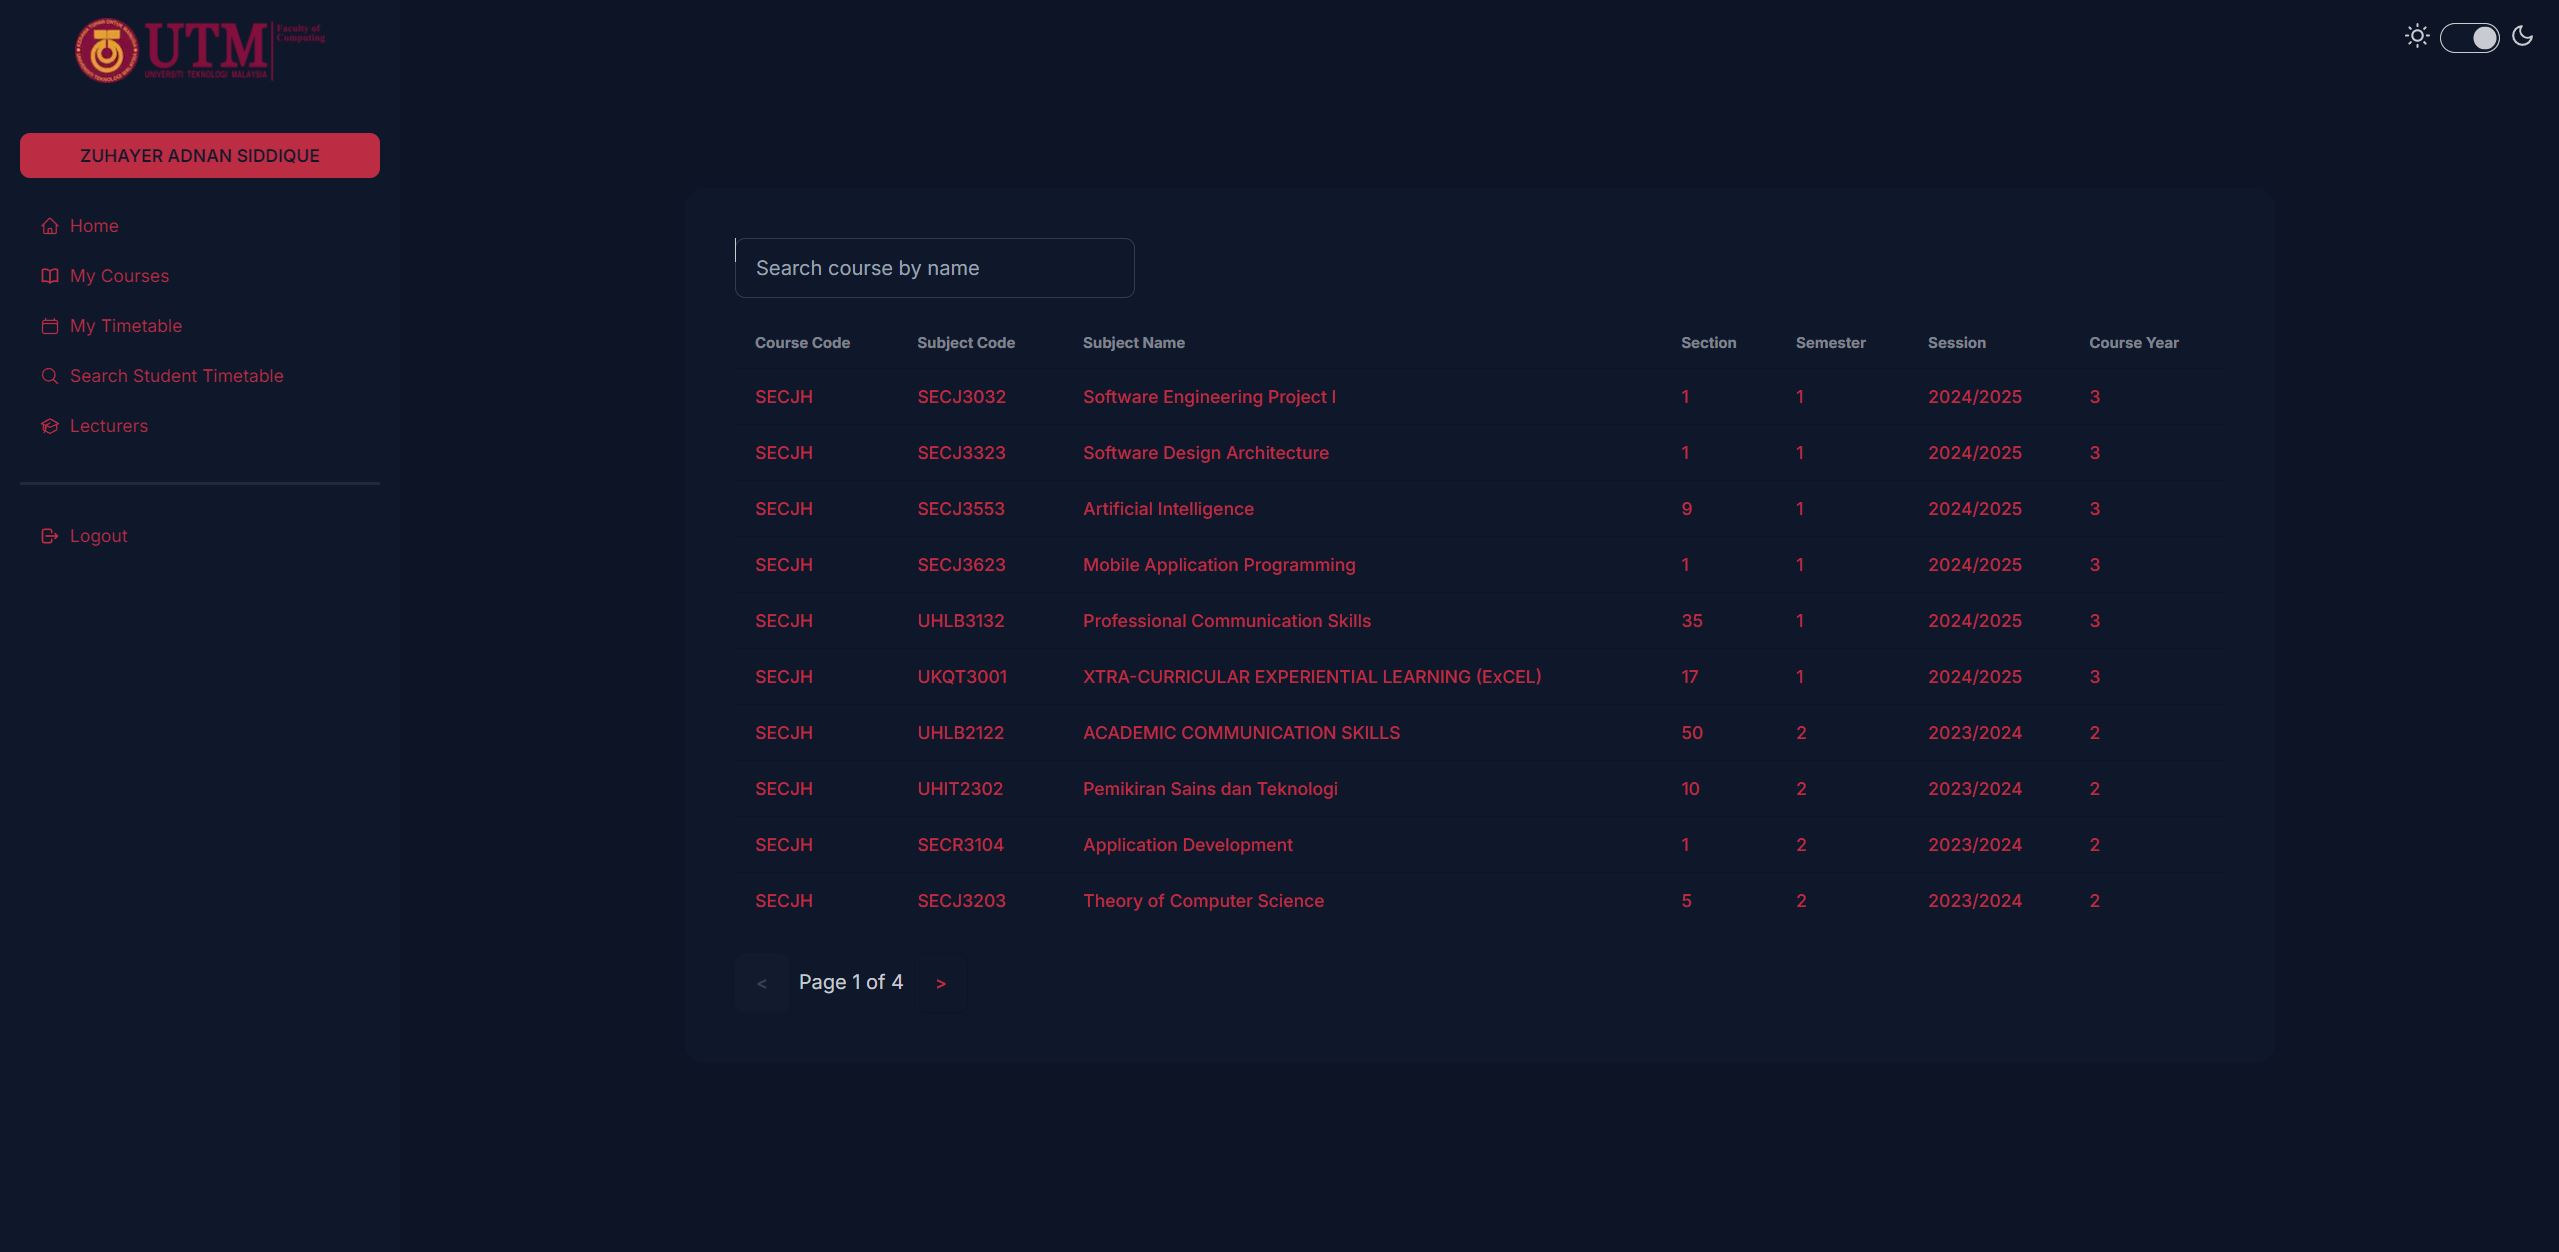 UTM
UNIVERSITI TEKNOLOGI MALAYSIA
Faculty of
Computing
ZUHAYER ADNAN SIDDIQUE
Home
My Courses
My Timetable
Search Student Timetable
Lecturers
Logout
Search course by name
Course Code Subject Code Subject Name Section Semester Session Course Year
SECJH SECJ3032 Software Engineering Project I 1 1 2024/2025 3
SECJH SECJ3323 Software Design Architecture 1 1 2024/2025 3
SECJH SECJ3553 Artificial Intelligence 9 1 2024/2025 3
SECJH SECJ3623 Mobile Application Programming 1 1 2024/2025 3
SECJH UHLB3132 Professional Communication Skills 35 1 2024/2025 3
SECJH UKQT3001 XTRA-CURRICULAR EXPERIENTIAL LEARNING (ExCEL) 17 1 2024/2025 3
SECJH UHLB2122 ACADEMIC COMMUNICATION SKILLS 50 2 2023/2024 2
SECJH UHIT2302 Pemikiran Sains dan Teknologi 10 2 2023/2024 2
SECJH SECR3104 Application Development 1 2 2023/2024 2
SECJH SECJ3203 Theory of Computer Science 5 2 2023/2024 2
< Page 1 of 4 >